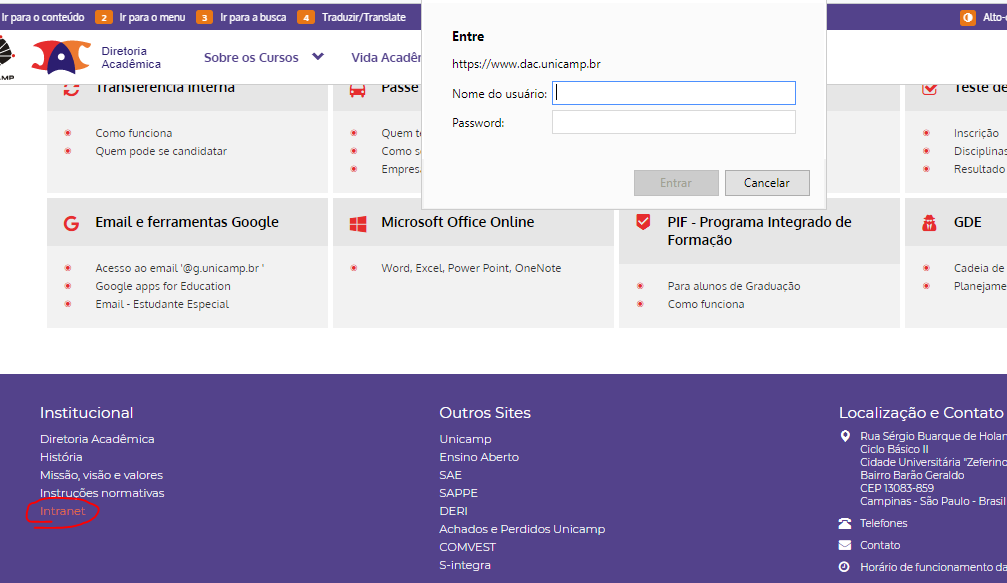 Ir para o conteúdo 2 Ir para o menu 3 Ir para a busca 4 Traduzir/Translate
Diretoria
Acadêmica
Sobre os Cursos
Vida
Entre
https://www.dac.unicamp.br
Nome do usuário:
Password:
Entrar Cancelar
Transferência Interna
Como funciona
Quem pode se candidatar
Passe
Quem
Como
Teste
Inscrição
Disciplinas
Resultado
Email e ferramentas Google
Acesso ao email '@g.unicamp.br '
Google apps for Education
Email - Estudante Especial
Microsoft Office Online
Word, Excel, Power Point, OneNote
PIF - Programa Integrado de
Formação
Para alunos de Graduação
Como funciona
GDE
Cadeia de
Institucional
Diretoria Acadêmica
História
Missão, visão e valores
Instruções normativas
Intranet
Outros Sites
Unicamp
Ensino Aberto
SAE
SAPPE
DERI
Achados e Perdidos Unicamp
COMVEST
S-integra
Localização e Contato
Rua Sérgio Buarque de
Ciclo Básico II
Cidade Universitária "Zeferino
Bairro Barão Geraldo
CEP 13083-859
Campinas - São Paulo - Brasil
Telefones
Contato
Horário de funcionamento da